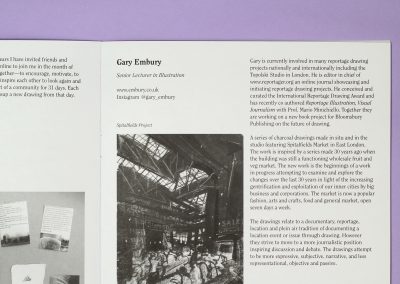 ears I have invited friends and
online to join me in the month of
gether—to encourage, motivate, to
inspire each other to look again and
rt of a community for 31 days. Each
eap a new drawing from that day.
Gary Embury
Senior Lecturer in Illustration
www.embury.co.uk
Instagram @gary_embury
Spitalfields Project
Gary is currently involved in many reportage drawing
projects nationally and internationally including the
Topolski Studio in London. He is editor in chief of
www.reportager.org an online journal showcasing and
initiating reportage drawing projects. He conceived and
curated the International Reportage Drawing Award and
has recently co authored Reportage Illustration, Visual
Journalism with Prof. Mario Minichiello. Together they
are working on a new book project for Bloomsbury
Publishing on the future of drawing.
A series of charcoal drawings made in situ and in the
studio featuring Spitalfields Market in East London.
The work is inspired by a series made 30 years ago when
the building was still a functioning wholesale fruit and
veg market. The new work is the beginnings of a work
in progress attempting to examine and explore the
changes over the last 30 years in light of the increasing
gentrification and exploitation of our inner cities by big
business and corporations. The market is now a popular
fashion, arts and crafts, food and general market, open
seven days a week.
The drawings relate to a documentary, reportage,
location and plein air tradition of documenting a
location event or issue through drawing. However
they strive to move to a more journalistic position
inspiring discussion and debate. The drawings attempt
to be more expressive, subjective, narrative, and less
representational, objective and passive.